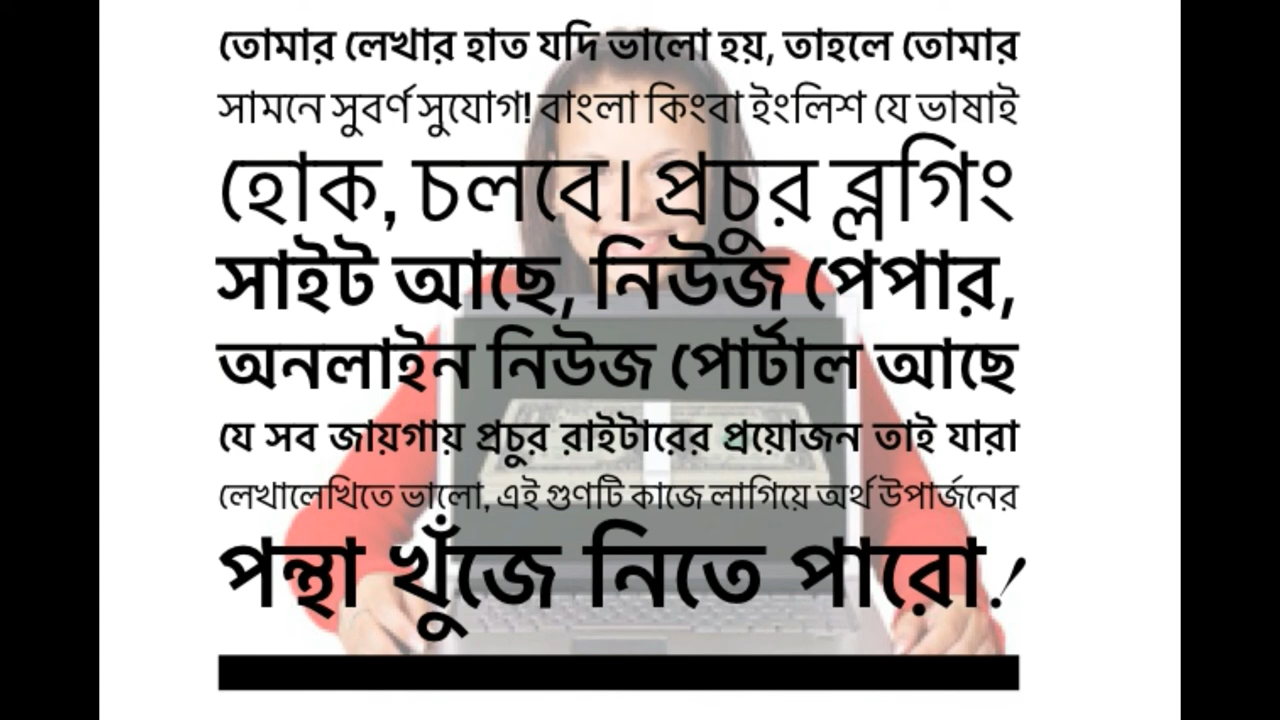 তোমার লেখার হাত যদি ভালো হয়, তাহলে তোমার
সামনে সুবর্ণ সুযোগ! বাংলা কিংবা ইংলিশ যে ভাষাই
হোক, চলবে। প্রচুর ব্লগিং
সাইট আছে, নিউজ পেপার,
অনলাইন নিউজ পোর্টাল আছে
যে সব জায়গায় প্রচুর রাইটারের প্রয়োজন তাই যারা
লেখালেখিতে ভালো, এই গুণটি কাজে লাগিয়ে অর্থ উপার্জনের
পন্থা খুঁজে নিতে পারো!